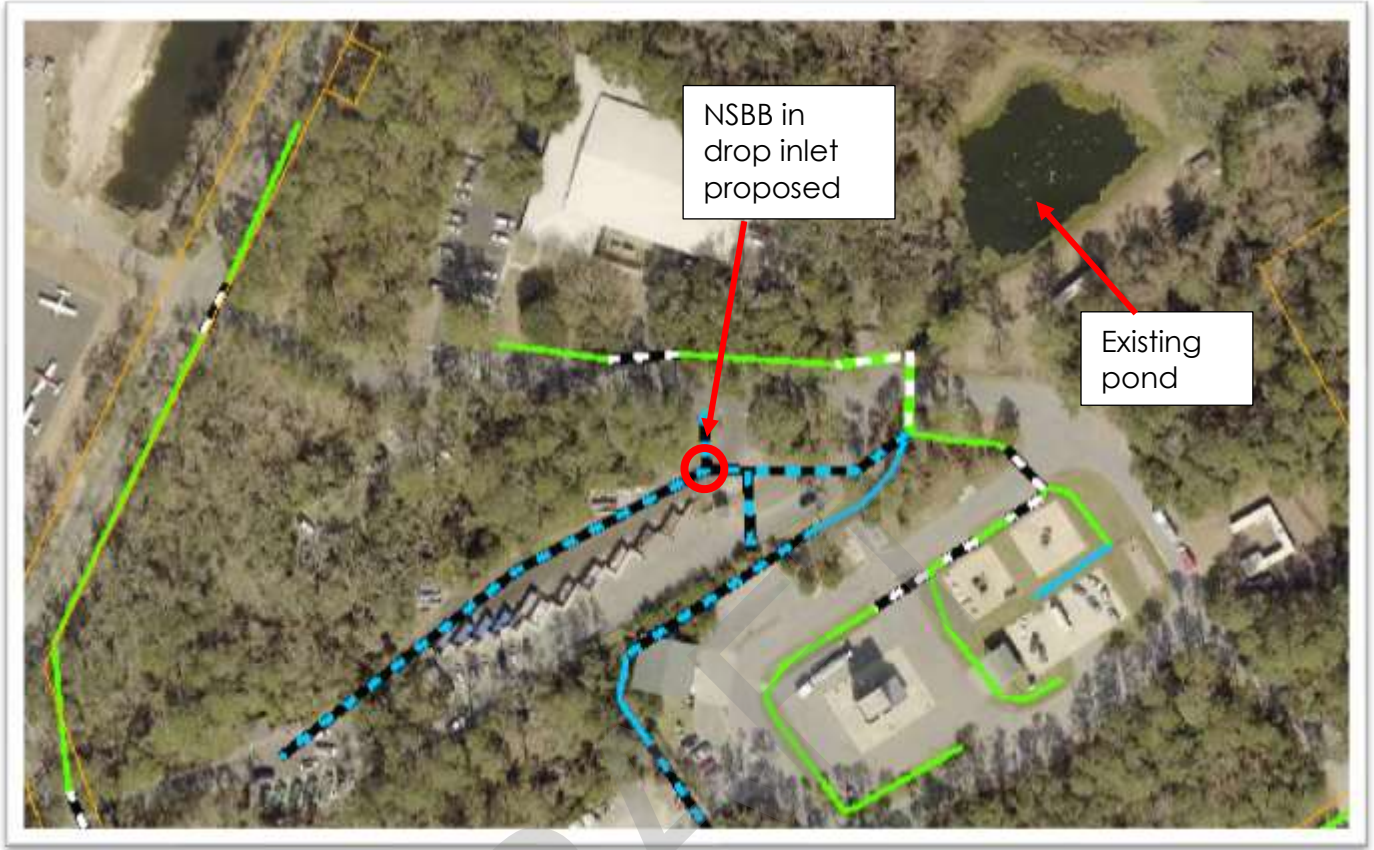 NSBB in
drop inlet
proposed
Existing
pond